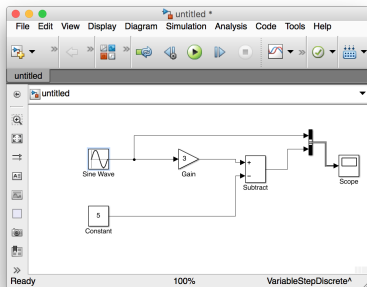 untitled *
File Edit View Display Diagram Simulation Analysis Code Tools Help
untitled
untitled
Sine Wave
3
Gain
+
−
Subtract
Scope
5
Constant
Ready 100% VariableStepDiscrete^